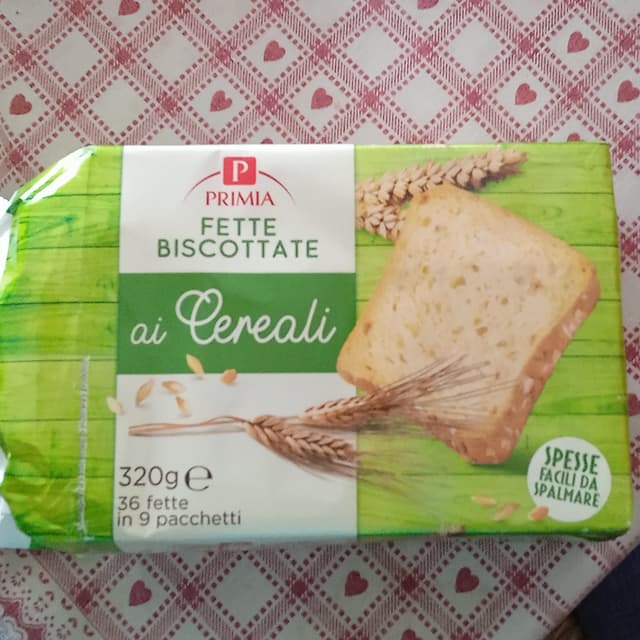 P
PRIMIA
FETTE
BISCOTTATE
ai Cereali
320g e
36 fette
in 9 pacchetti
SPESSE
FACILI DA
SPALMARE